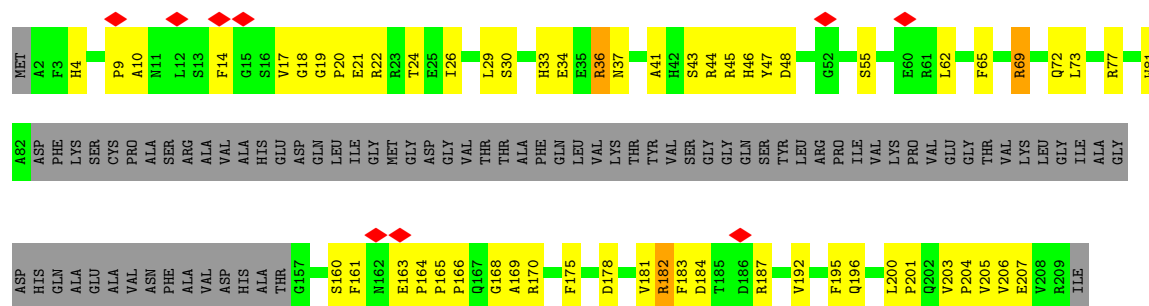 MET A2 F3 H4 P9 A10 N11 L12 S13 F14 G15 S16 V17 G18 G19 P20 E21 R22 R23 T24 E25 I26 L29 S30 H33 E34 E35 R36 N37 A41 H42 S43 R44 R45 H46 Y47 D48 G52 S55 E60 R61 L62 F65 R69 Q72 L73 R77
A82 ASP PHE LYS SER CYS PRO ALA SER ARG ALA VAL ALA HIS GLU ASP GLN LEU ILE GLY MET GLY ASP GLY VAL THR THR ALA PHE GLN LEU VAL LYS THR TYR VAL SER GLY GLY GLN SER TYR LEU ARG PRO ILE VAL LYS PRO VAL GLU GLY THR VAL LYS LEU GLY ILE ALA GLY
ASP HIS GLN ALA GLU ALA VAL ASN PHE ALA VAL ASP HIS ALA THR G157 S160 F161 N162 E163 P164 P165 P166 Q167 G168 A169 R170 F175 D178 V181 R182 F183 D184 T185 D186 R187 V192 F195 Q196 L200 P201 Q202 V203 P204 V205 V206 E207 V208 R209 ILE